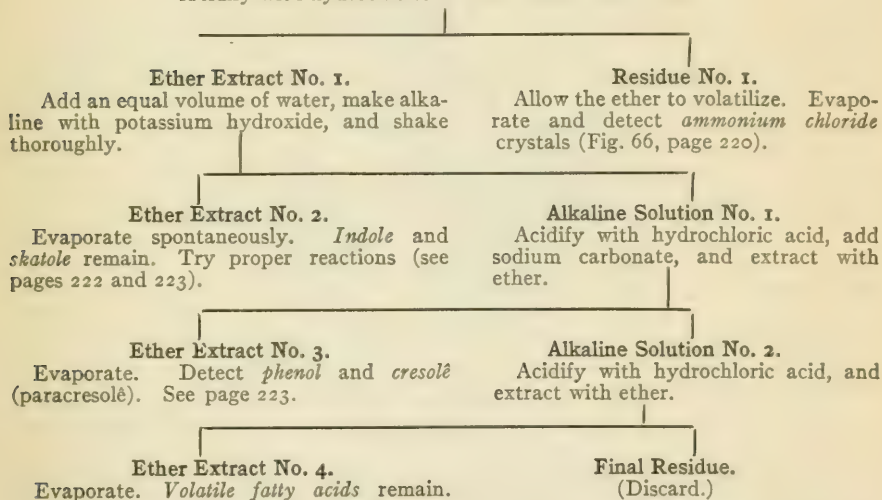 Ether Extract No. 1.
Add an equal volume of water, make alka-
line with potassium hydroxide, and shake
thoroughly.
Residue No. 1.
Allow the ether to volatilize. Evapo-
rate and detect ammonium chloride
crystals (Fig. 66, page 220).
Ether Extract No. 2.
Evaporate spontaneously. Indole and
skatole remain. Try proper reactions (see
pages 222 and 223).
Alkaline Solution No. 1.
Acidify with hydrochloric acid, add
sodium carbonate, and extract with
ether.
Ether Extract No. 3.
Evaporate. Detect phenol and cresolê
(paracresolê). See page 223.
Alkaline Solution No. 2.
Acidify with hydrochloric acid, and
extract with ether.
Ether Extract No. 4.
Evaporate. Volatile fatty acids remain.
Final Residue.
(Discard.)